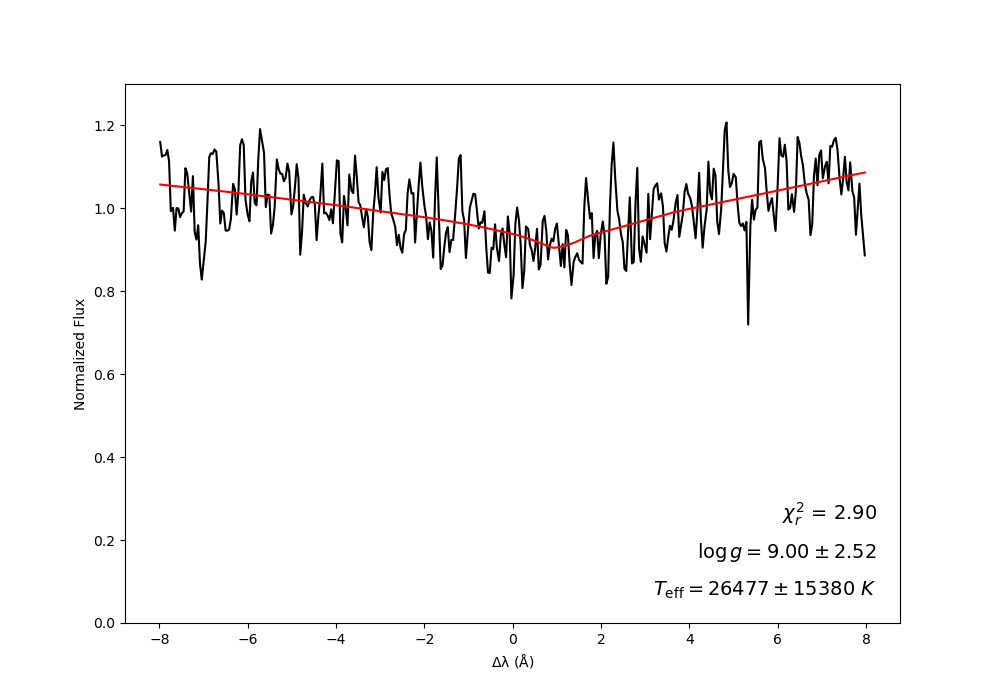 1.2
1.0
0.8
0.6
0.4
0.2
0.0
Normalized Flux
χ²ᵣ = 2.90
log g = 9.00 ± 2.52
T_eff = 26477 ± 15380 K
−8 −6 −4 −2 0 2 4 6 8
Δλ (Å)